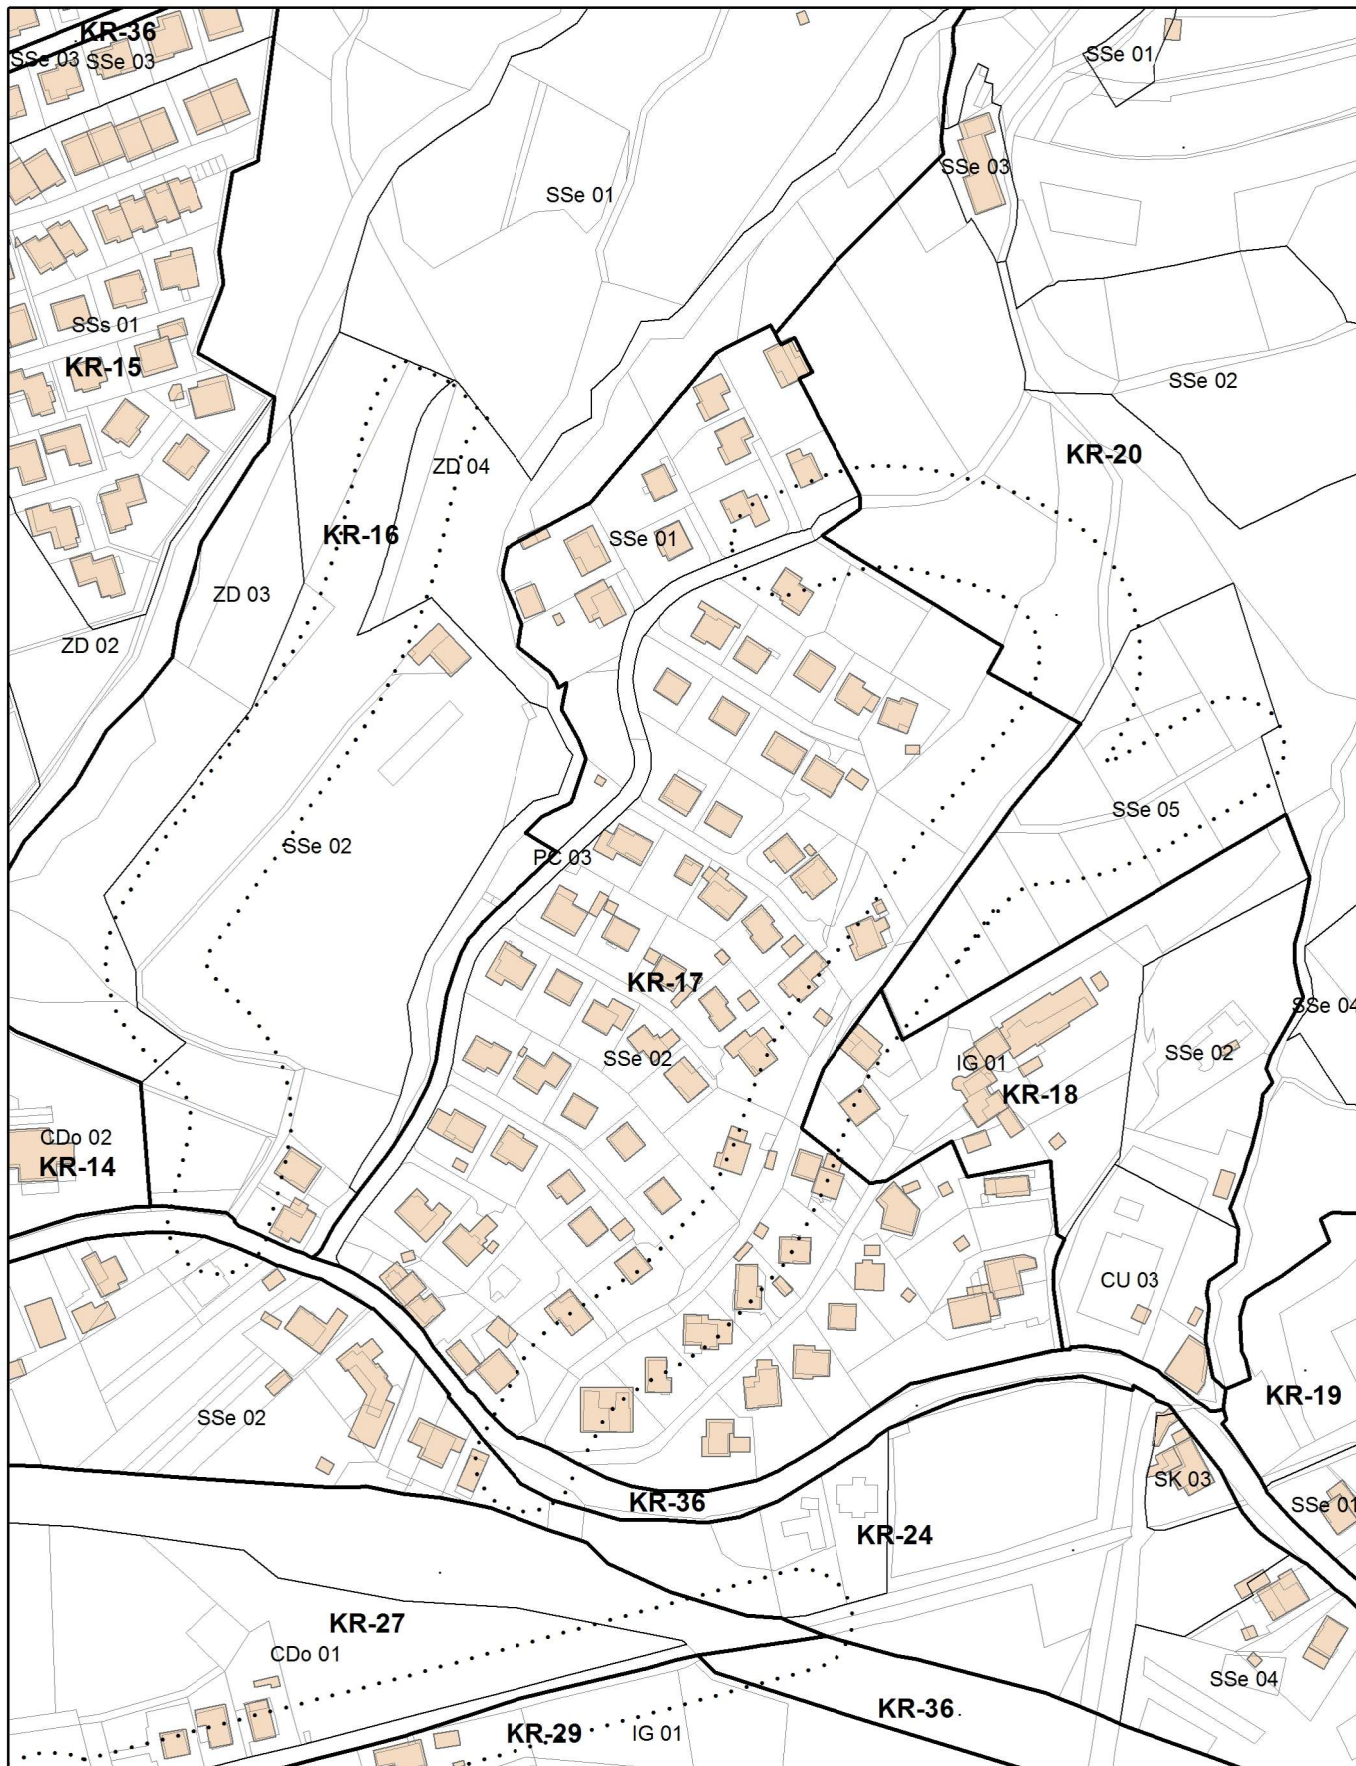 KR-36
SSe 03 SSe 03
SSe 01
SSe 03
SSe 01
SSs 01
KR-15
SSe 02
KR-20
ZD 04
KR-16
SSe 01
ZD 03
ZD 02
SSe 05
SSe 02
PC 03
KR-17
SSe 04
SSe 02
SSe 02
IG 01
KR-18
CDo 02
KR-14
CU 03
KR-19
SSe 02
SK 03
KR-36
SSe 01
KR-24
KR-27
CDo 01
SSe 04
KR-36
KR-29
IG 01